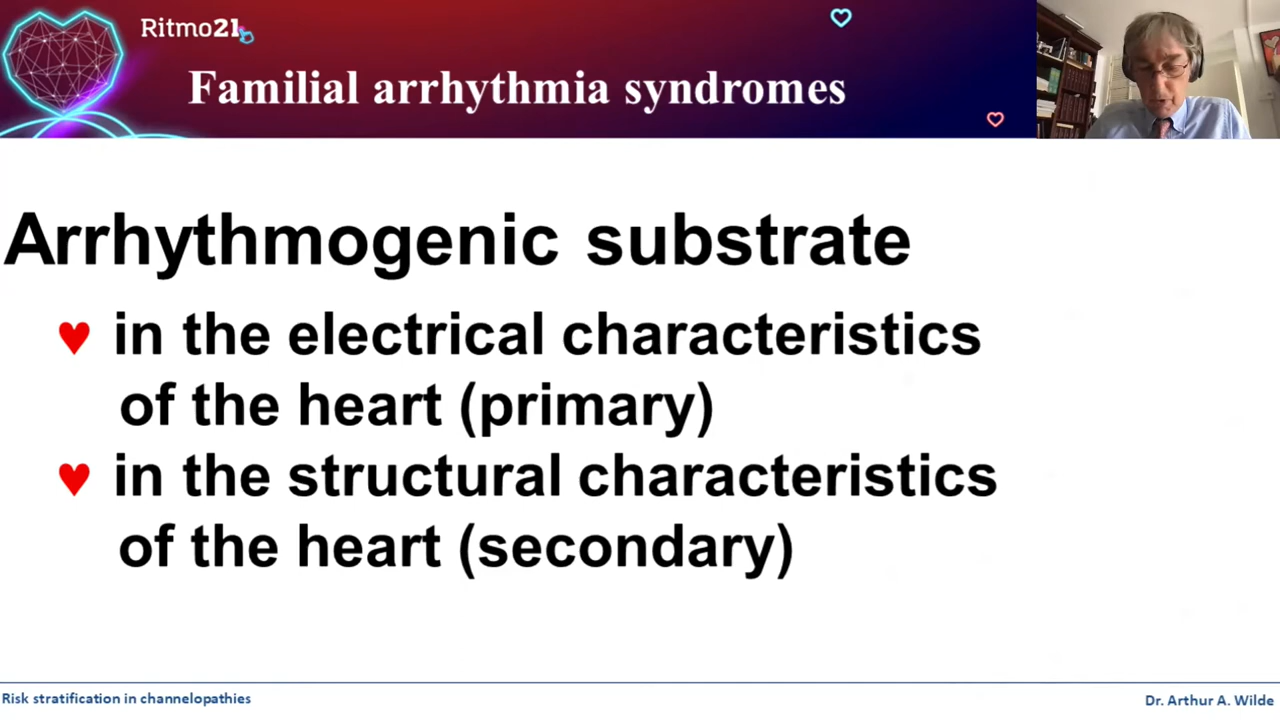 Ritmo21
Familial arrhythmia syndromes
Arrhythmogenic substrate
♥ in the electrical characteristics
of the heart (primary)
♥ in the structural characteristics
of the heart (secondary)
Risk stratification in channelopathies
Dr. Arthur A. Wilde